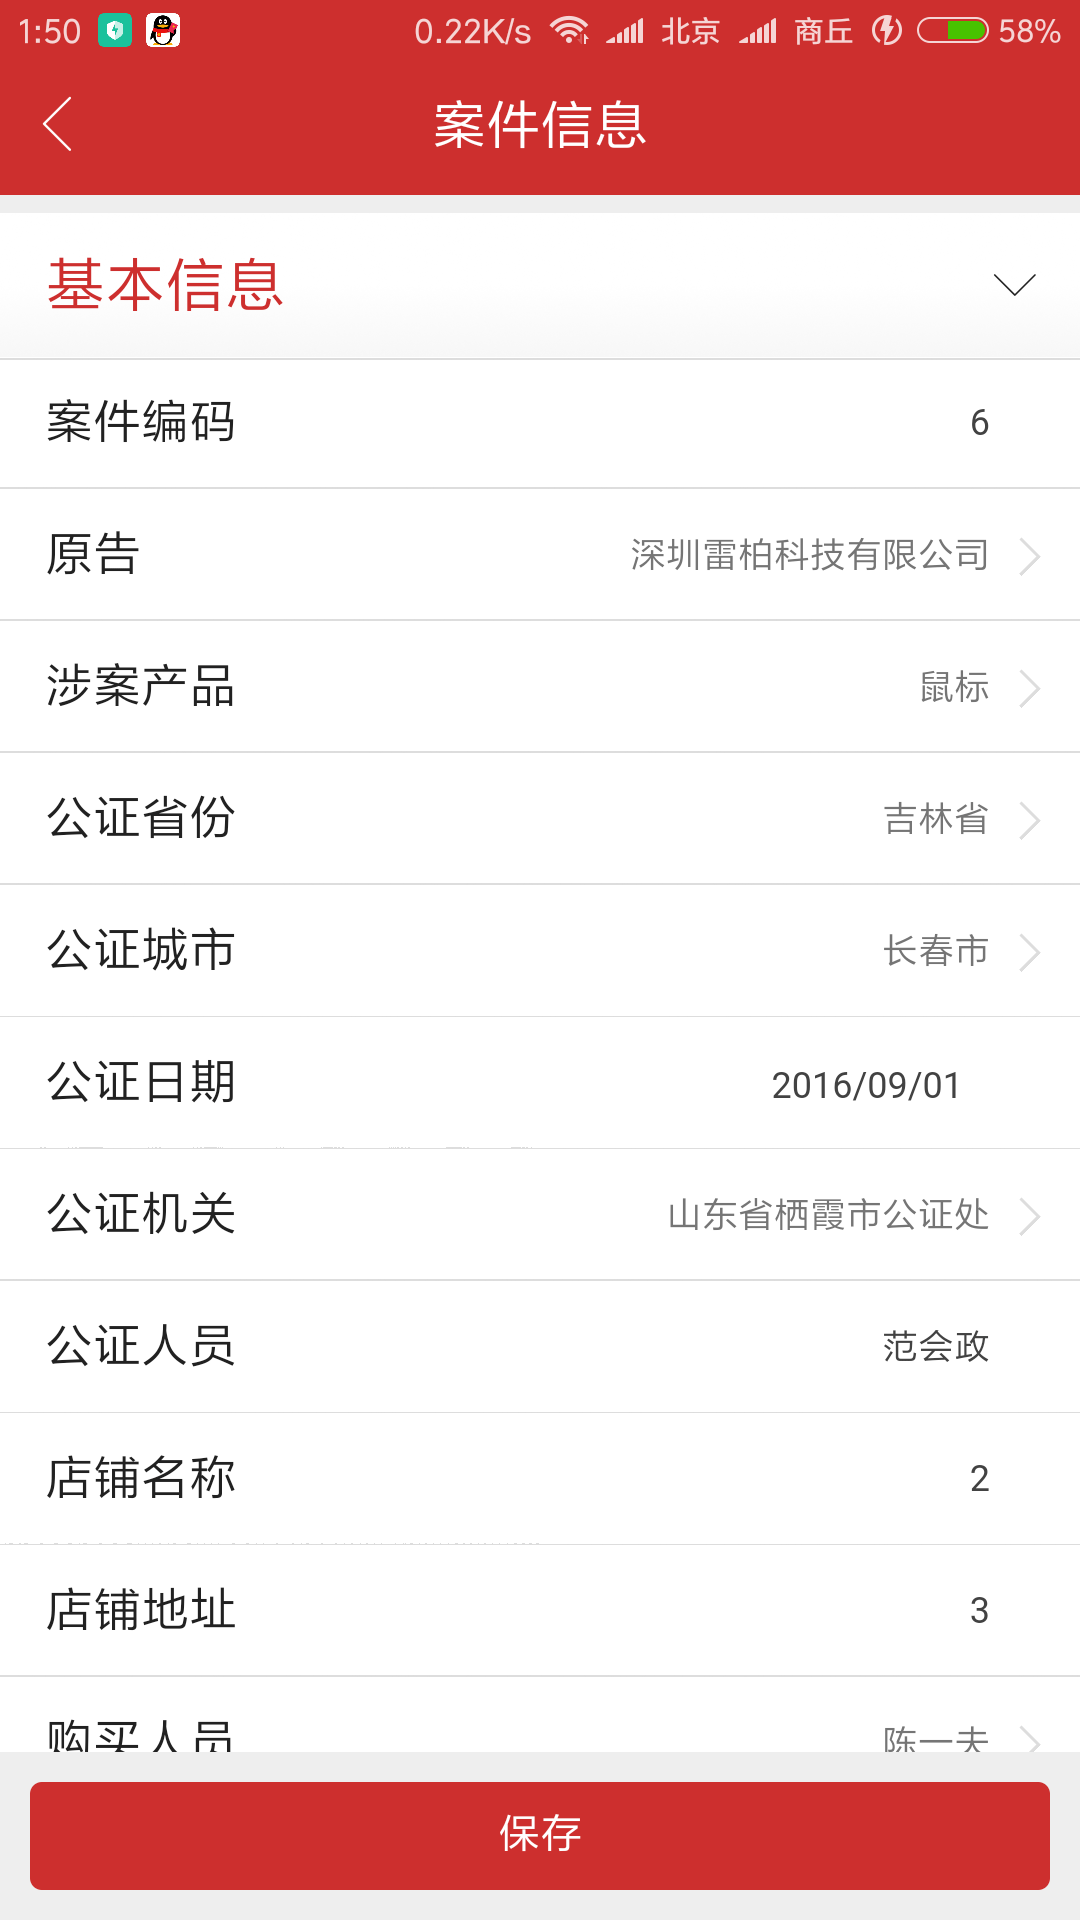 1:50 0.22K/s 北京 商丘 58%
案件信息
基本信息
案件编码 6
原告 深圳雷柏科技有限公司
涉案产品 鼠标
公证省份 吉林省
公证城市 长春市
公证日期 2016/09/01
公证机关 山东省栖霞市公证处
公证人员 范会政
店铺名称 2
店铺地址 3
购买人员 陈一夫
保存